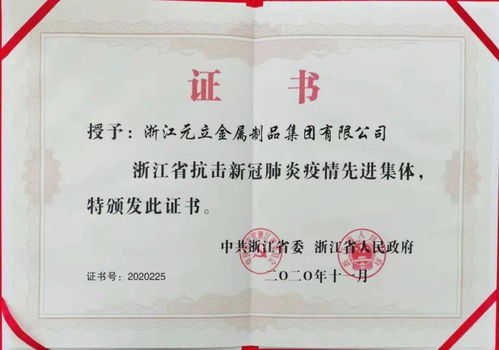 证书
授予：浙江元立金属制品集团有限公司
浙江省抗击新冠肺炎疫情先进集体，
特颁发此证书。
中共浙江省委 浙江省人民政府
证书号：2020225
二〇二〇年十一月